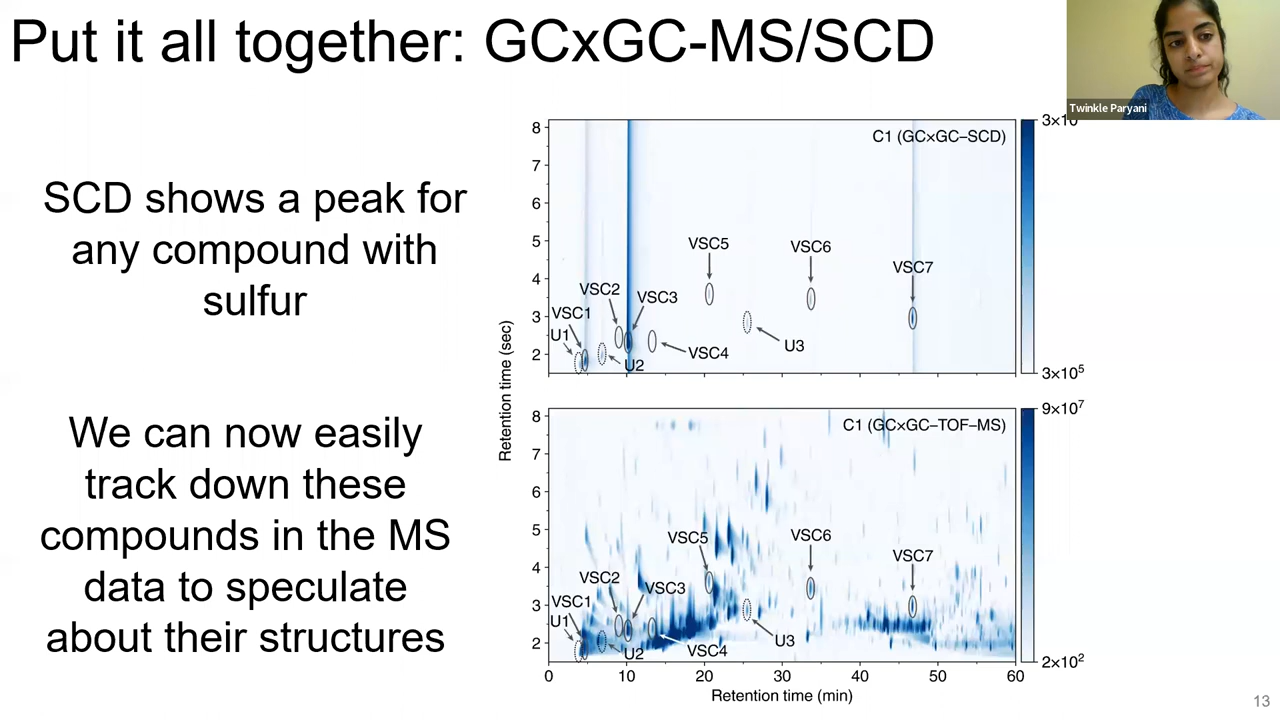 Put it all together: GCxGC-MS/SCD
Twinkle Paryani
SCD shows a peak for
any compound with
sulfur
We can now easily
track down these
compounds in the MS
data to speculate
about their structures
C1 (GC×GC–SCD)
8
7
6
5
4
3
2
VSC5
VSC6
VSC7
VSC2
VSC3
VSC1
U1
U2
VSC4
U3
3×10⁵
Retention time (sec)
C1 (GC×GC–TOF–MS)
9×10⁷
8
7
6
5
4
3
2
VSC5
VSC6
VSC7
VSC2
VSC3
VSC1
U1
U2
VSC4
U3
2×10²
0 10 20 30 40 50 60
Retention time (min)
13